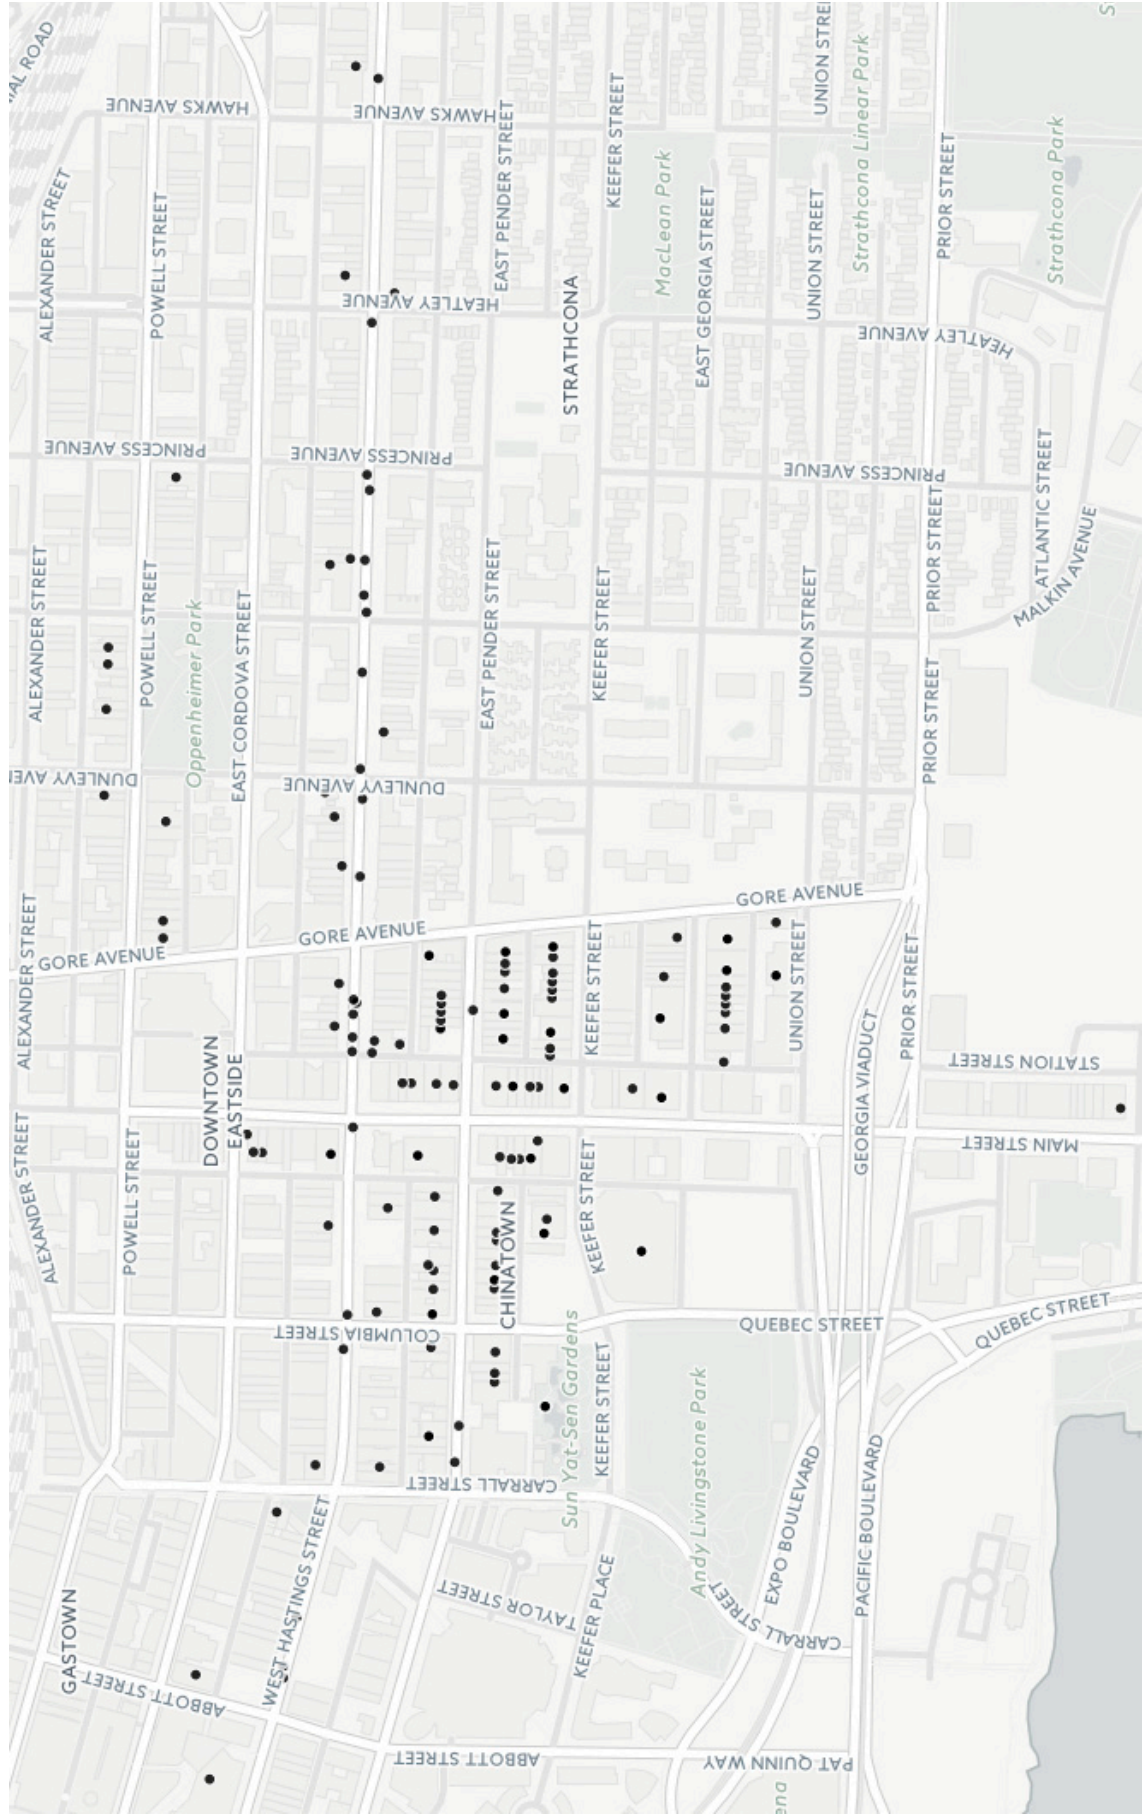 HAWKS AVENUE
HAWKS AVENUE
UNION STREET
Strathcona Linear Park
ALEXANDER STREET
POWELL STREET
EAST PENDER STREET
KEEFER STREET
MacLean Park
EAST GEORGIA STREET
UNION STREET
PRIOR STREET
Strathcona Park
HEATLEY AVENUE
STRATHCONA
HEATLEY AVENUE
PRINCESS AVENUE
PRINCESS AVENUE
PRINCESS AVENUE
ATLANTIC STREET
MALKIN AVENUE
PRIOR STREET
ALEXANDER STREET
POWELL STREET
Oppenheimer Park
EAST CORDOVA STREET
EAST PENDER STREET
KEEFER STREET
UNION STREET
PRIOR STREET
DUNLEVY AVEN
DUNLEVY AVENUE
GORE AVENUE
GORE AVENUE
GORE AVENUE
ALEXANDER STREET
KEEFER STREET
UNION STREET
PRIOR STREET
GEORGIA VIADUCT
STATION STREET
MAIN STREET
DOWNTOWN
EASTSIDE
ALEXANDER STREET
POWELL STREET
KEEFER STREET
CHINATOWN
COLUMBIA STREET
QUEBEC STREET
QUEBEC STREET
Sun Yat-Sen Gardens
KEEFER STREET
Andy Livingstone Park
CARRALL STREET
EXPO BOULEVARD
PACIFIC BOULEVARD
WEST HASTINGS STREET
TAYLOR STREET
KEEFER PLACE
CARRALL STREET
GASTOWN
ABBOTT STREET
ABBOTT STREET
PAT QUINN WAY